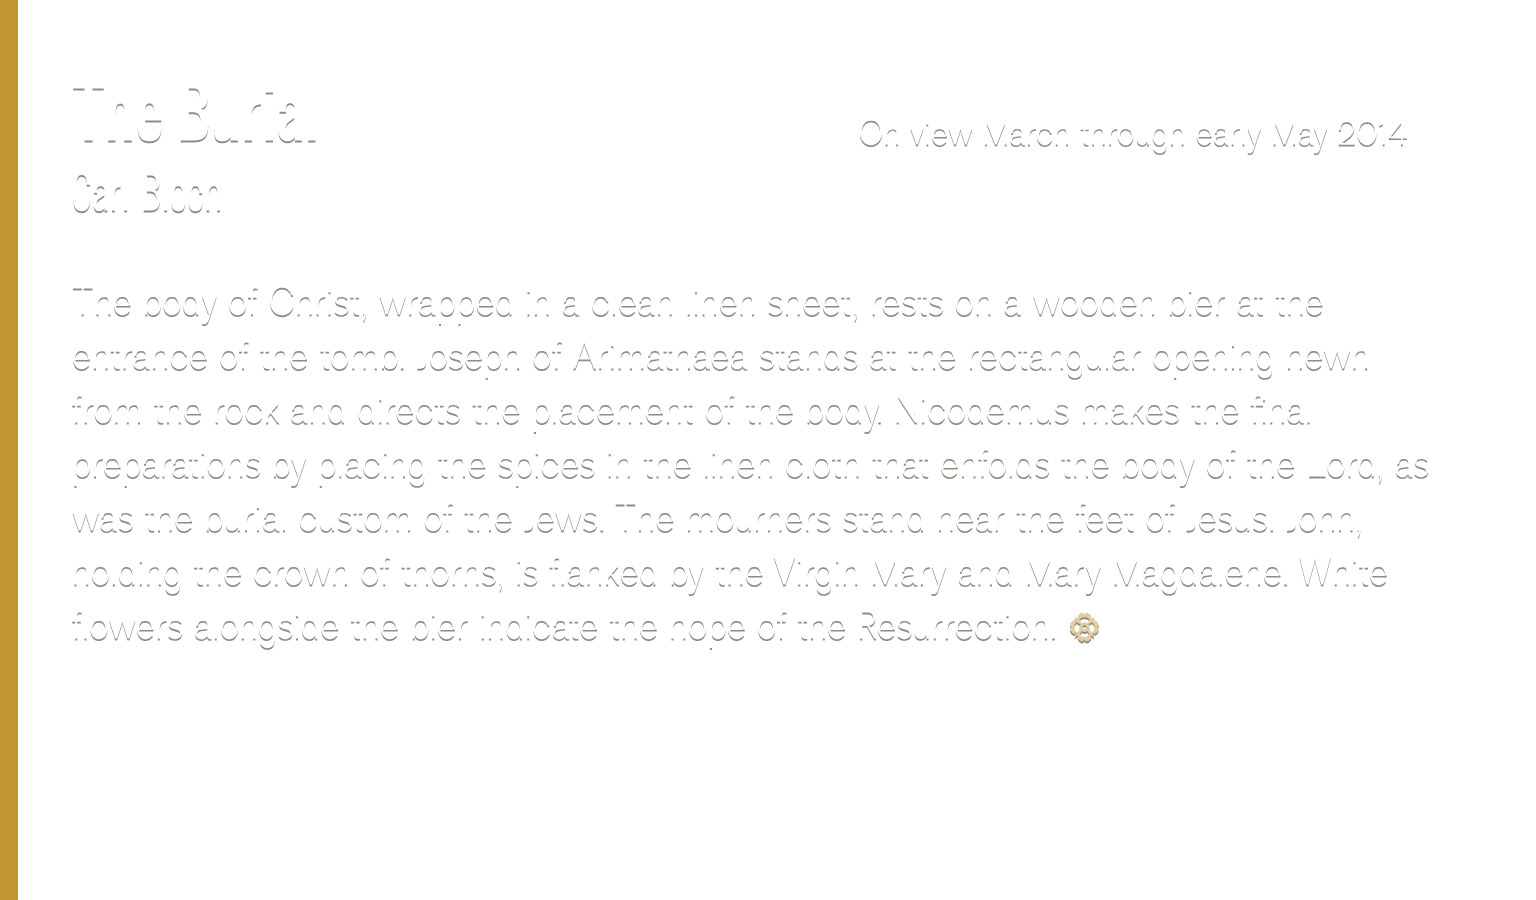 The Burial
On view March through early May 2014
Carl Bloch
The body of Christ, wrapped in a clean linen sheet, rests on a wooden bier at the
entrance of the tomb. Joseph of Arimathaea stands at the rectangular opening hewn
from the rock and directs the placement of the body. Nicodemus makes the final
preparations by placing the spices in the linen cloth that enfolds the body of the Lord, as
was the burial custom of the Jews. The mourners stand near the feet of Jesus. John,
holding the crown of thorns, is flanked by the Virgin Mary and Mary Magdalene. White
flowers alongside the bier indicate the hope of the Resurrection.